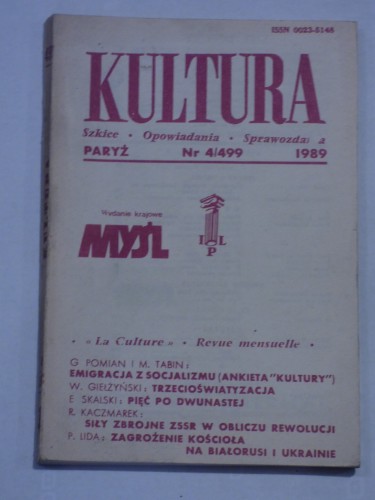 ISSN 0023-5148
KULTURA
Szkice • Opowiadania • Sprawozda a
PARYŻ Nr 4/499 1989
Wydanie krajowe
MYŚL
I L
P
• « La Culture » • Revue mensuelle •
G. POMIAN i M. TABIN:
EMIGRACJA Z SOCJALIZMU (ANKIETA "KULTURY")
W. GIEŁŻYŃSKI: TRZECIOŚWIATYZACJA
E. SKALSKI: PIĘĆ PO DWUNASTEJ
R. KACZMAREK:
SIŁY ZBROJNE ZSSR W OBLICZU REWOLUCJI
P. LIDA: ZAGROŻENIE KOŚCIOŁA
NA BIAŁORUSI I UKRAINIE